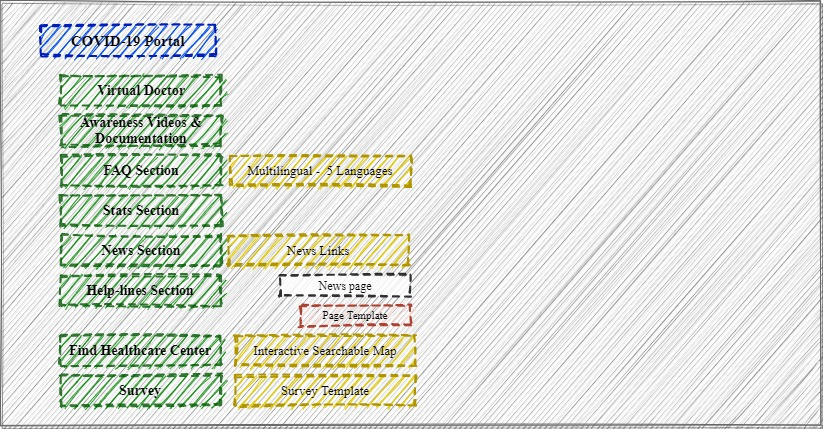 COVID-19 Portal
Virtual Doctor
Awareness Videos &
Documentation
FAQ Section
Multilingual - 5 Languages
Stats Section
News Section
News Links
Help-lines Section
News page
Page Template
Find Healthcare Center
Interactive Searchable Map
Survey
Survey Template